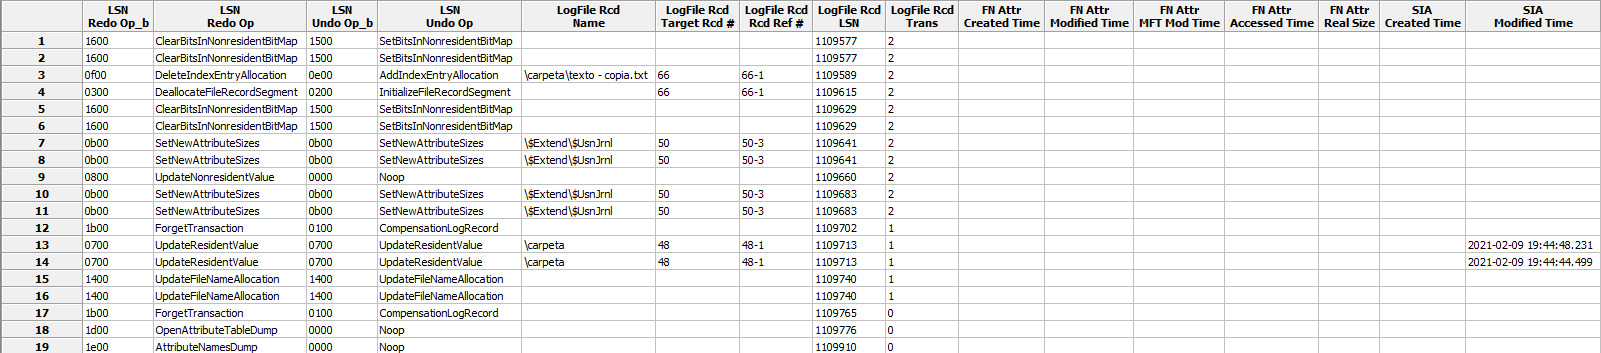 LSN Redo Op_b LSN Redo Op LSN Undo Op_b LSN Undo Op LogFile Rcd Name LogFile Rcd Target Rcd # LogFile Rcd Rcd Ref # LogFile Rcd LSN LogFile Rcd Trans FN Attr Created Time FN Attr Modified Time FN Attr MFT Mod Time FN Attr Accessed Time FN Attr Real Size SIA Created Time SIA Modified Time
1 1600 ClearBitsInNonresidentBitMap 1500 SetBitsInNonresidentBitMap 1109577 2
2 1600 ClearBitsInNonresidentBitMap 1500 SetBitsInNonresidentBitMap 1109577 2
3 0f00 DeleteIndexEntryAllocation 0e00 AddIndexEntryAllocation \carpeta\texto - copia.txt 66 66-1 1109589 2
4 0300 DeallocateFileRecordSegment 0200 InitializeFileRecordSegment 66 66-1 1109615 2
5 1600 ClearBitsInNonresidentBitMap 1500 SetBitsInNonresidentBitMap 1109629 2
6 1600 ClearBitsInNonresidentBitMap 1500 SetBitsInNonresidentBitMap 1109629 2
7 0b00 SetNewAttributeSizes 0b00 SetNewAttributeSizes \$Extend\$UsnJrnl 50 50-3 1109641 2
8 0b00 SetNewAttributeSizes 0b00 SetNewAttributeSizes \$Extend\$UsnJrnl 50 50-3 1109641 2
9 0800 UpdateNonresidentValue 0000 Noop 1109660 2
10 0b00 SetNewAttributeSizes 0b00 SetNewAttributeSizes \$Extend\$UsnJrnl 50 50-3 1109683 2
11 0b00 SetNewAttributeSizes 0b00 SetNewAttributeSizes \$Extend\$UsnJrnl 50 50-3 1109683 2
12 1b00 ForgetTransaction 0100 CompensationLogRecord 1109702 1
13 0700 UpdateResidentValue 0700 UpdateResidentValue \carpeta 48 48-1 1109713 1 2021-02-09 19:44:48.231
14 0700 UpdateResidentValue 0700 UpdateResidentValue \carpeta 48 48-1 1109713 1 2021-02-09 19:44:44.499
15 1400 UpdateFileNameAllocation 1400 UpdateFileNameAllocation 1109740 1
16 1400 UpdateFileNameAllocation 1400 UpdateFileNameAllocation 1109740 1
17 1b00 ForgetTransaction 0100 CompensationLogRecord 1109765 0
18 1d00 OpenAttributeTableDump 0000 Noop 1109776 0
19 1e00 AttributeNamesDump 0000 Noop 1109910 0